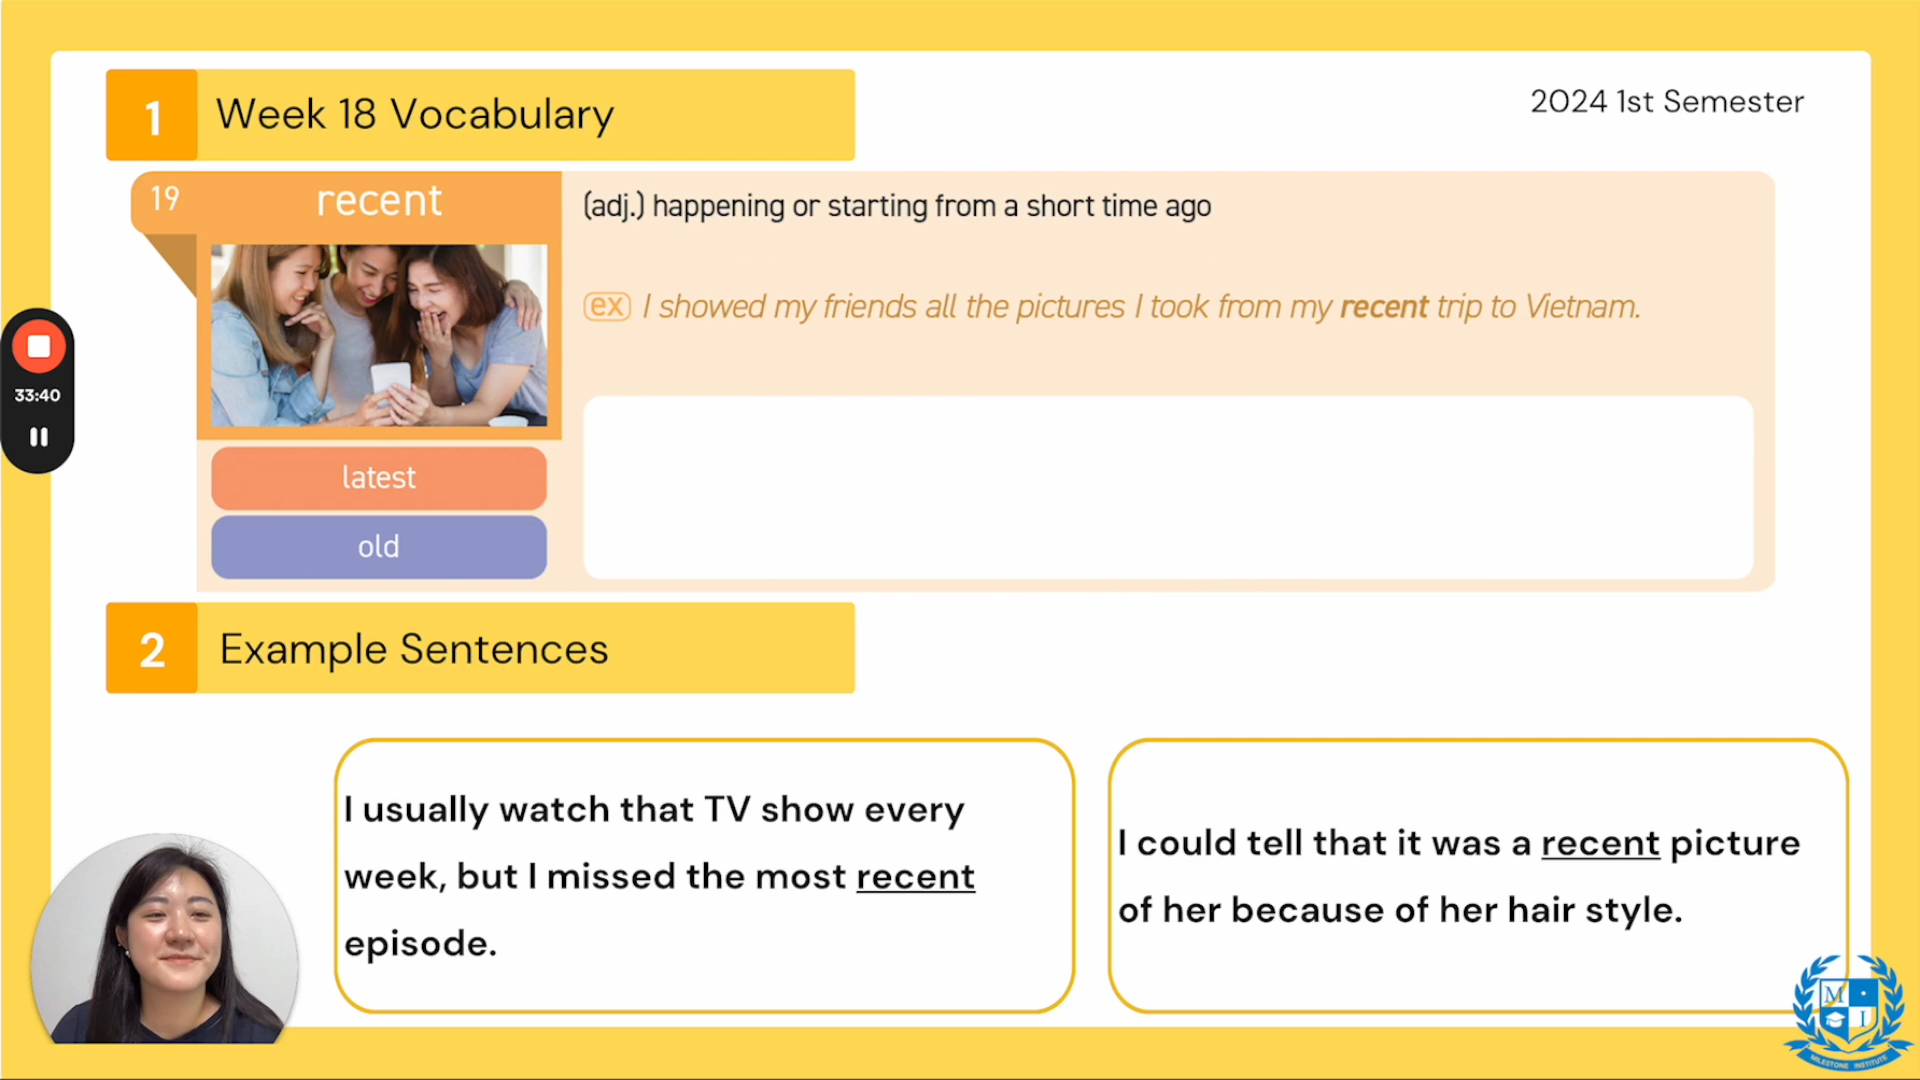 1 Week 18 Vocabulary
2024 1st Semester
19 recent
(adj.) happening or starting from a short time ago
ex I showed my friends all the pictures I took from my recent trip to Vietnam.
33:40
latest
old
2 Example Sentences
I usually watch that TV show every
week, but I missed the most recent
episode.
I could tell that it was a recent picture
of her because of her hair style.
M
I
MILESTONE INSTITUTE